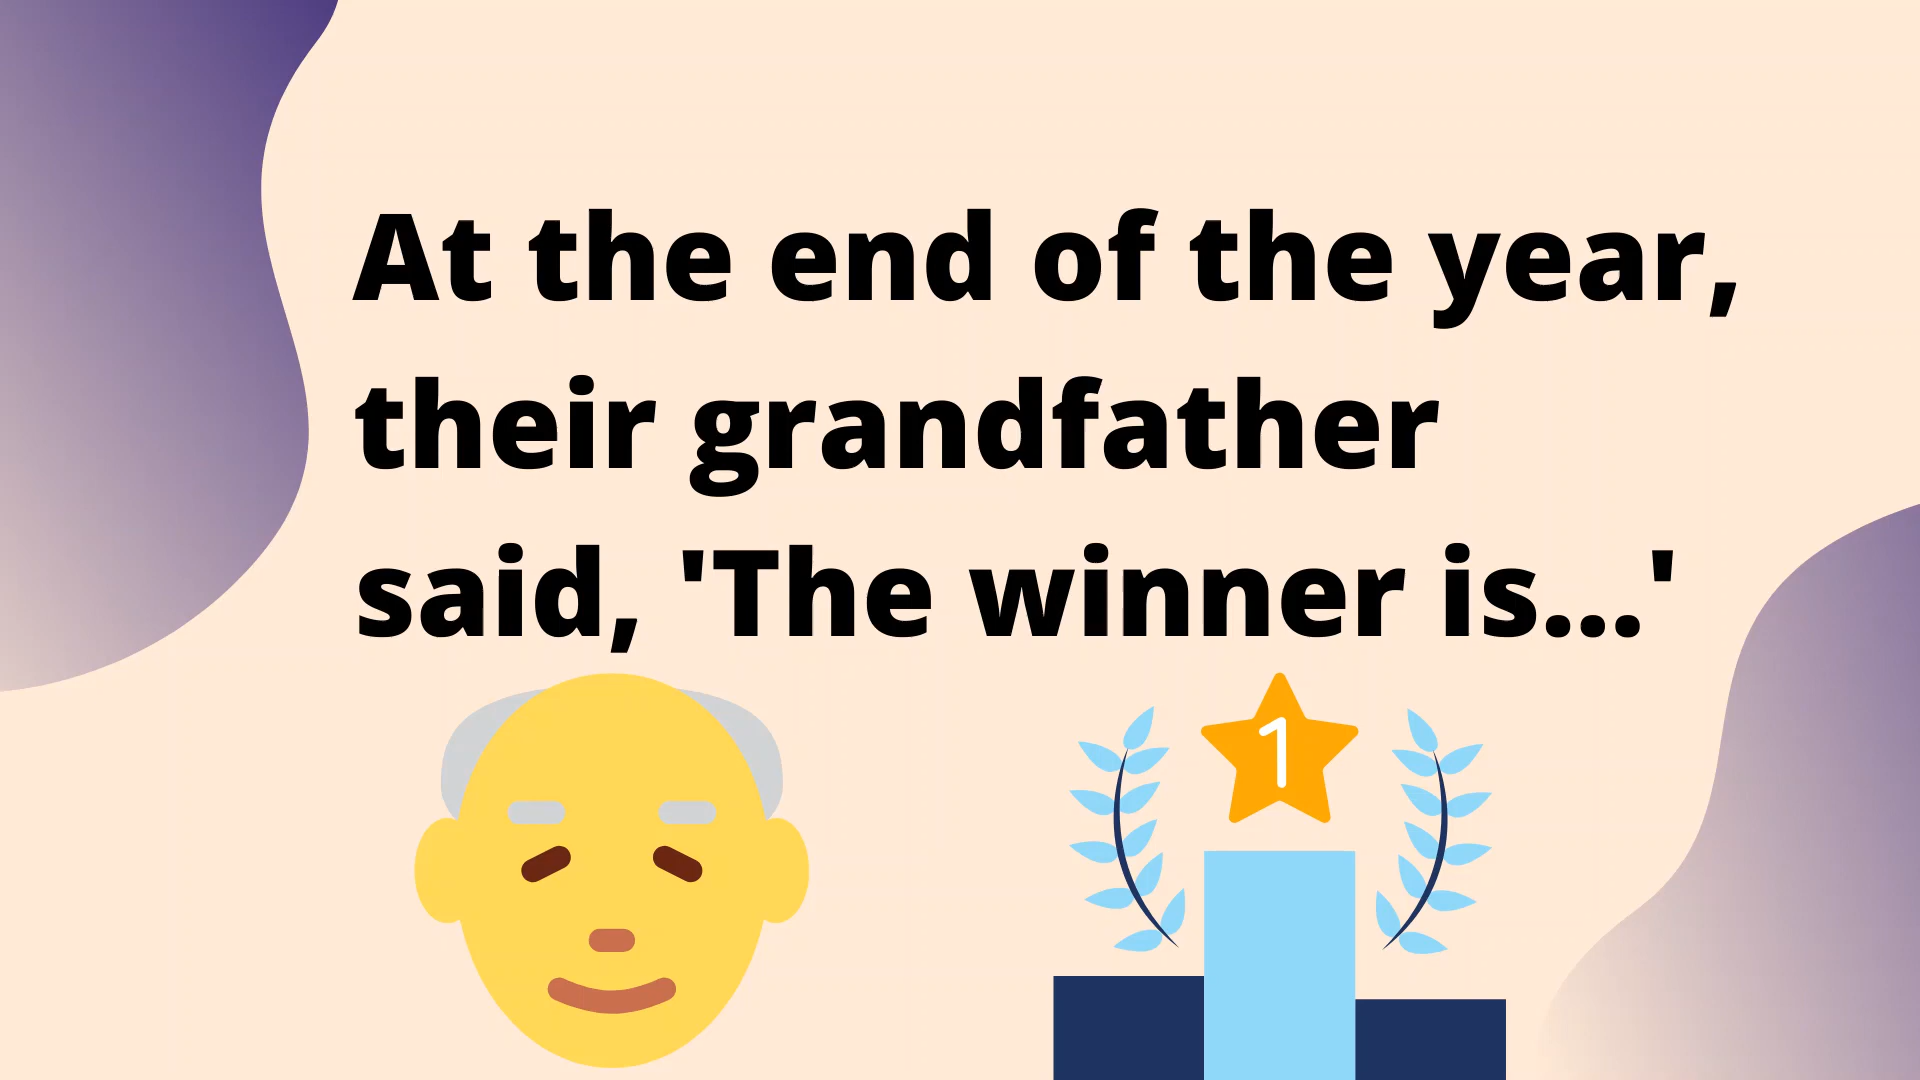 At the end of the year,
their grandfather
said, 'The winner is...'
1